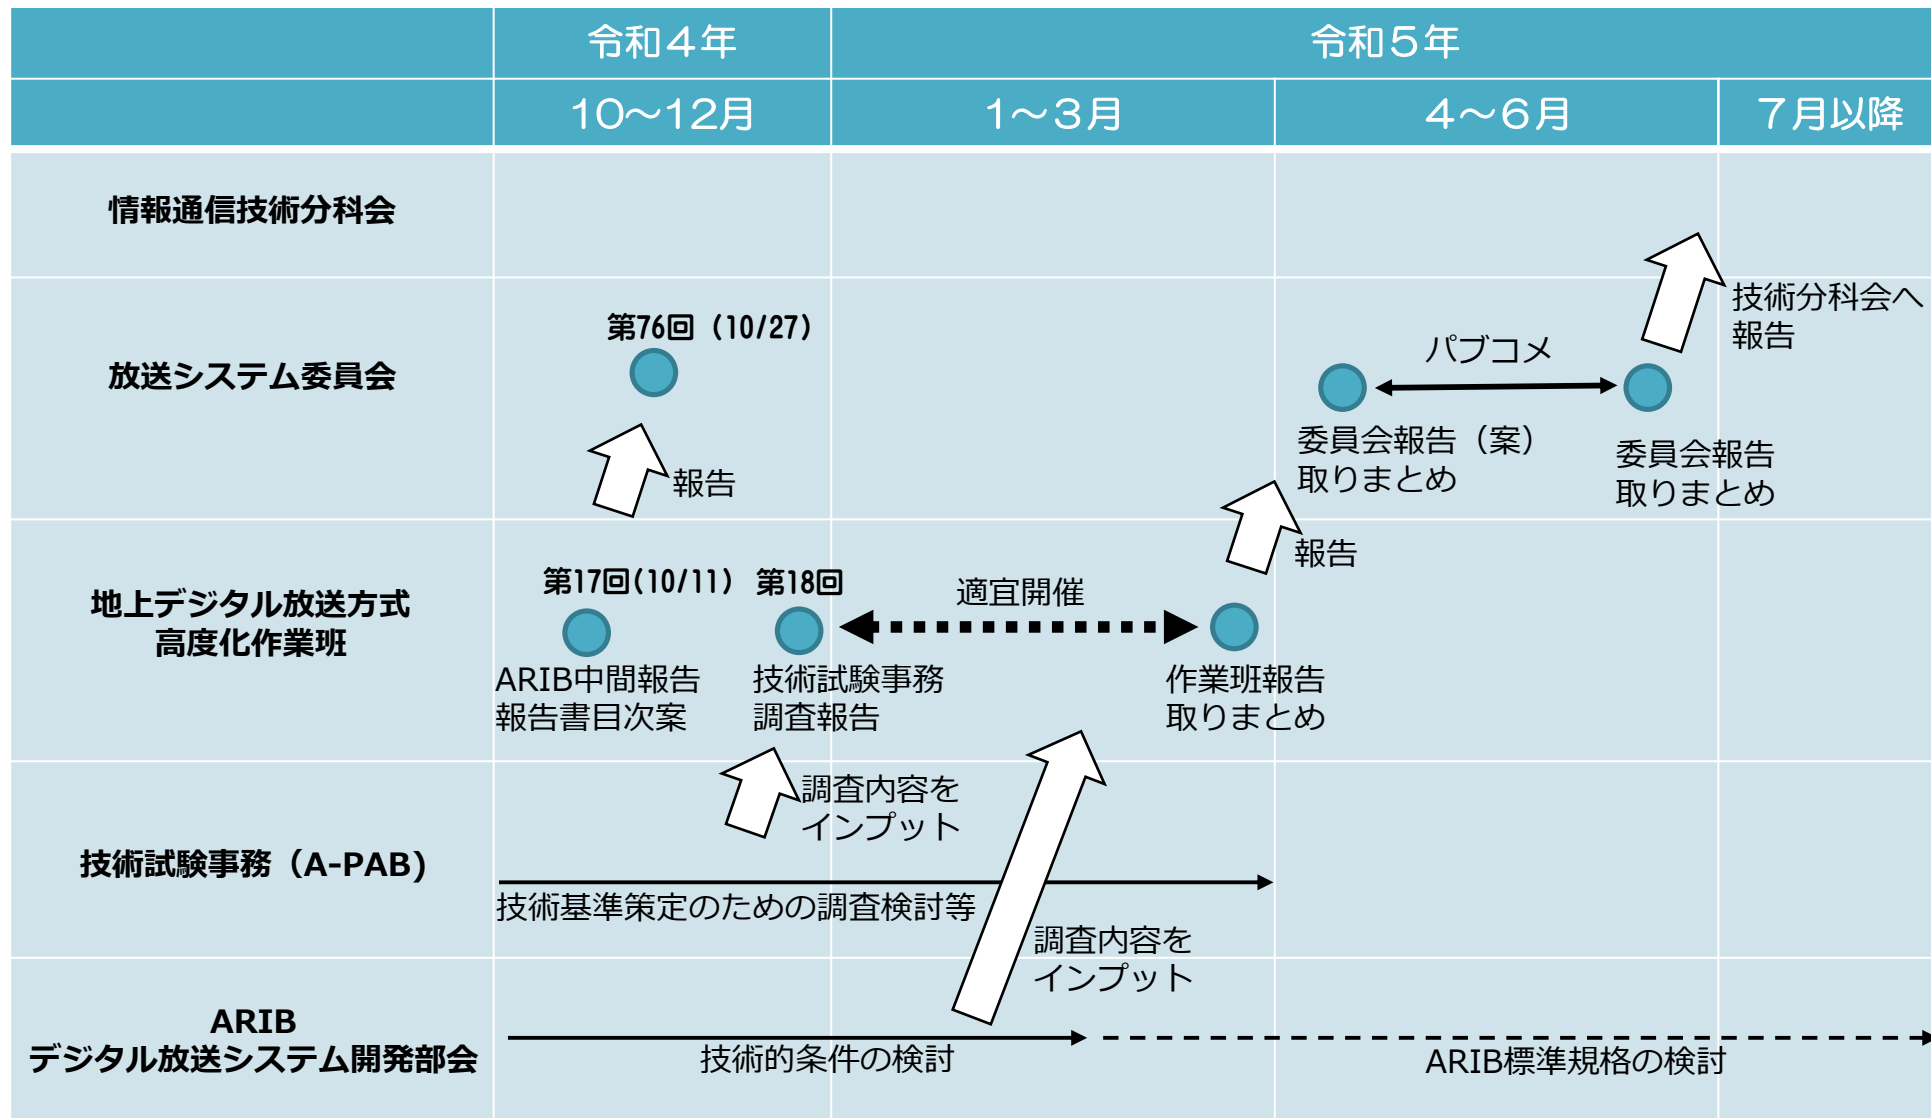 令和４年
令和５年
１０～１２月
１～３月
４～６月
７月以降
情報通信技術分科会
技術分科会へ
報告
放送システム委員会
第76回（10/27）
パブコメ
委員会報告（案）
取りまとめ
委員会報告
取りまとめ
報告
報告
地上デジタル放送方式
高度化作業班
第17回(10/11)
第18回
適宜開催
ARIB中間報告
報告書目次案
技術試験事務
調査報告
作業班報告
取りまとめ
技術試験事務（A-PAB)
調査内容を
インプット
技術基準策定のための調査検討等
調査内容を
インプット
ARIB
デジタル放送システム開発部会
技術的条件の検討
ARIB標準規格の検討